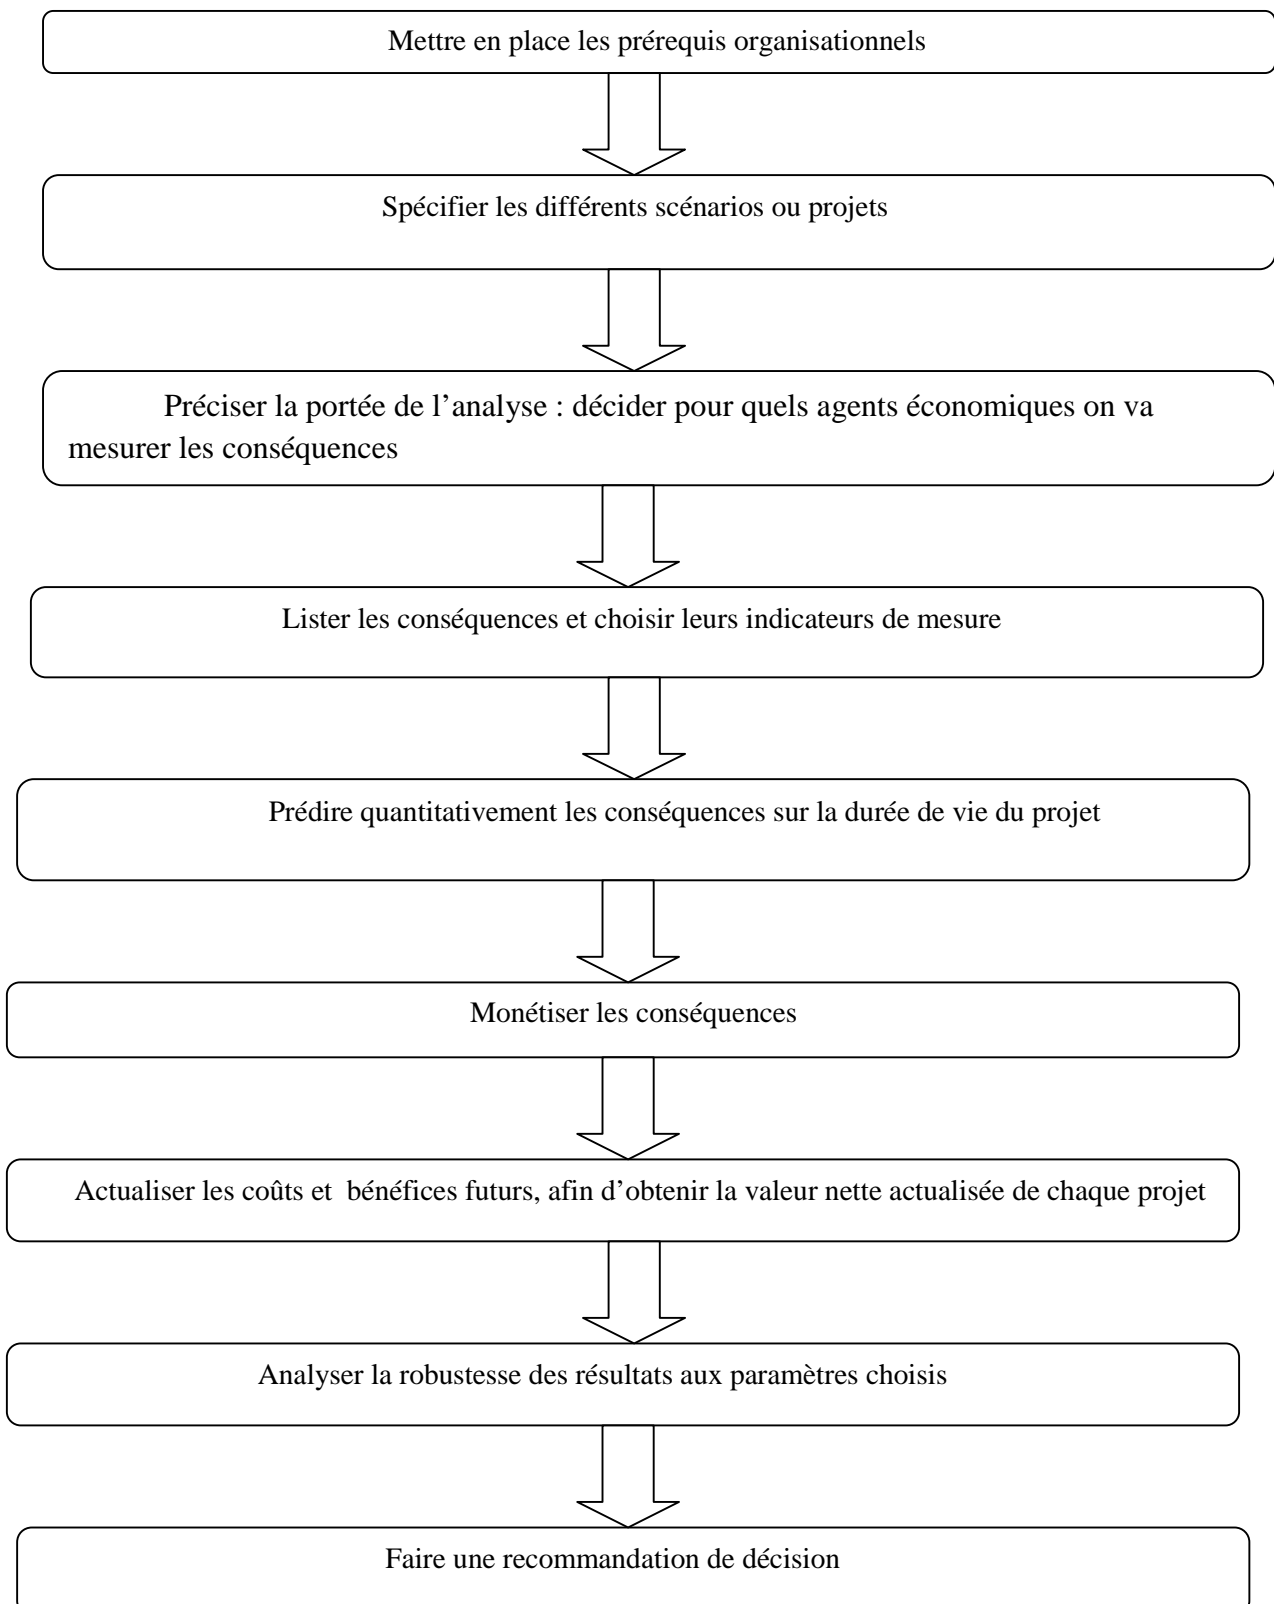 Mettre en place les prérequis organisationnels
Spécifier les différents scénarios ou projets
Préciser la portée de l’analyse : décider pour quels agents économiques on va
mesurer les conséquences
Lister les conséquences et choisir leurs indicateurs de mesure
Prédire quantitativement les conséquences sur la durée de vie du projet
Monétiser les conséquences
Actualiser les coûts et  bénéfices futurs, afin d’obtenir la valeur nette actualisée de chaque projet
Analyser la robustesse des résultats aux paramètres choisis
Faire une recommandation de décision